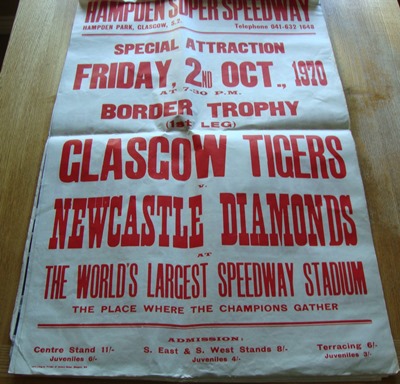 HAMPDEN SUPER SPEEDWAY
HAMPDEN PARK, GLASGOW, S.2. Telephone 041-632 1648
SPECIAL ATTRACTION
FRIDAY, 2ND OCT., 1970
AT 7-30 P.M.
BORDER TROPHY
(1st LEG)
GLASGOW TIGERS
v.
NEWCASTLE DIAMONDS
AT
THE WORLD'S LARGEST SPEEDWAY STADIUM
THE PLACE WHERE THE CHAMPIONS GATHER
ADMISSION:
Centre Stand 11/- S. East & S. West Stands 8/- Terracing 6/-
Juveniles 6/- Juveniles 4/- Juveniles 3/-